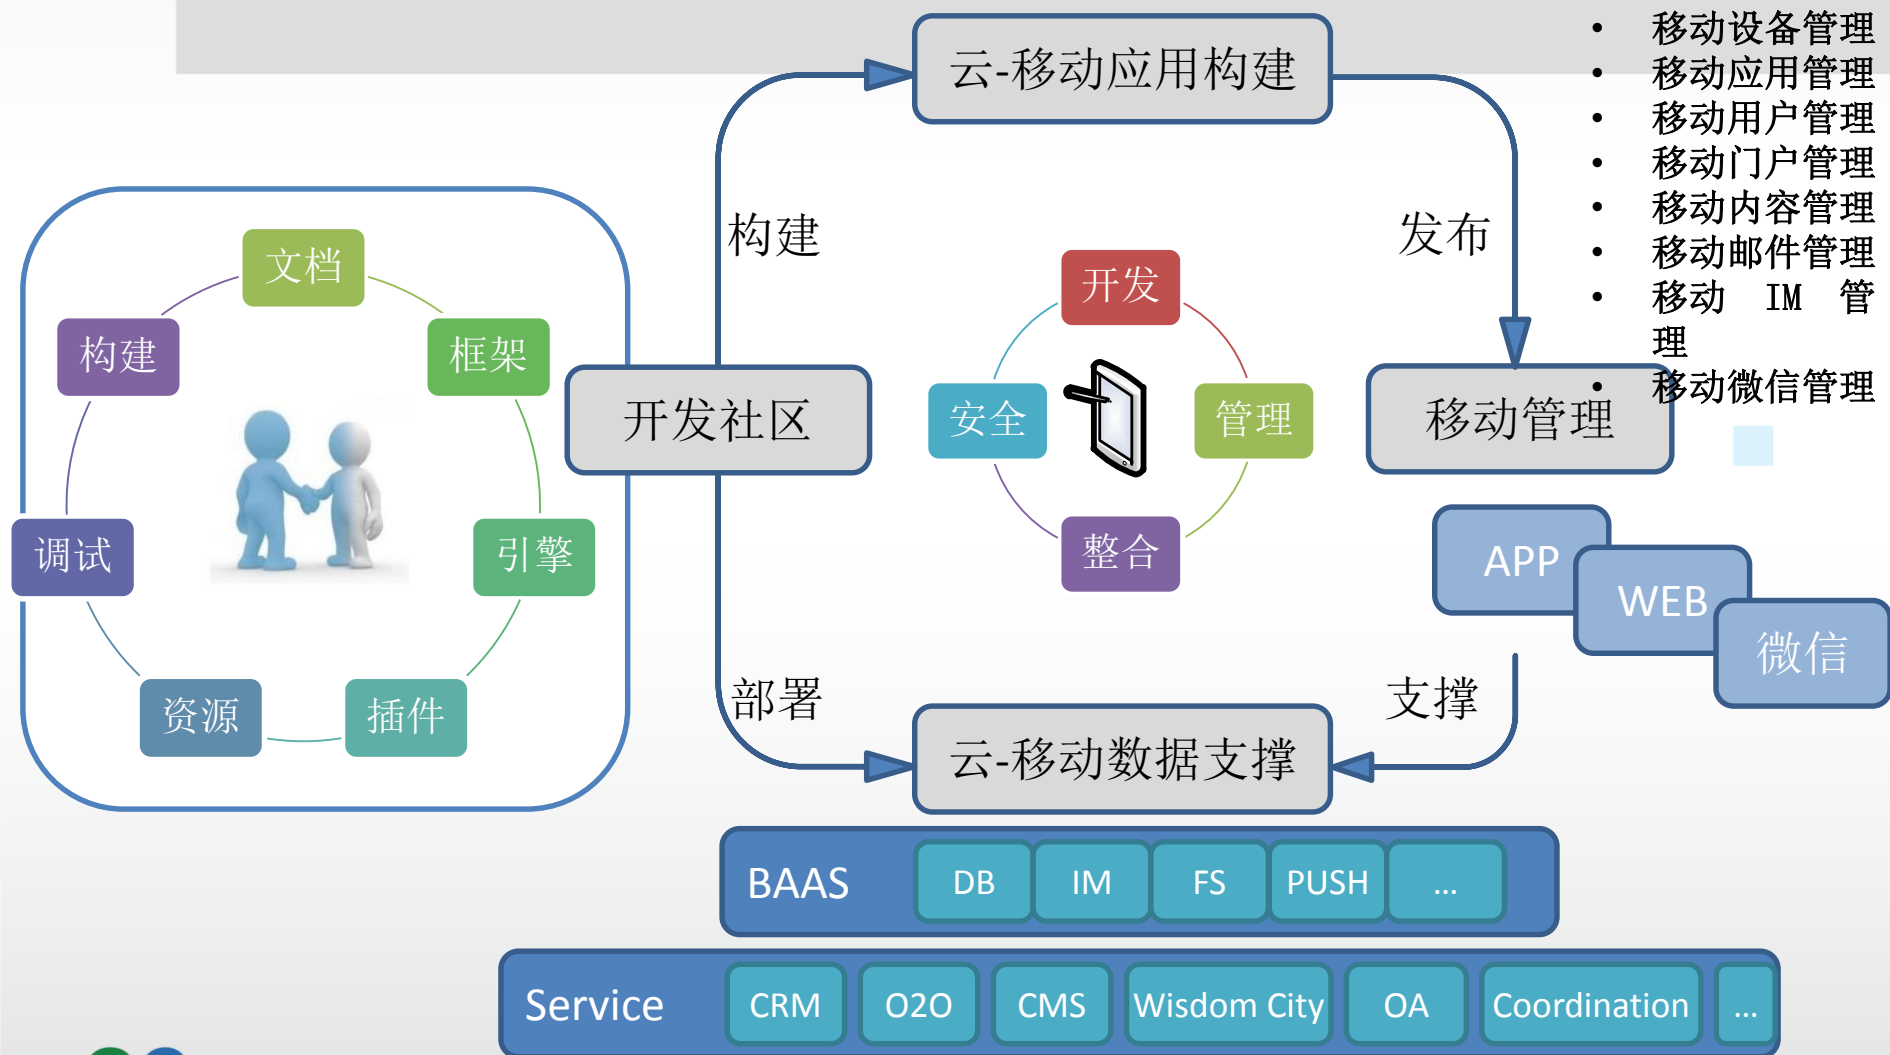 云-移动应用构建
• 移动设备管理
• 移动应用管理
• 移动用户管理
• 移动门户管理
• 移动内容管理
• 移动邮件管理
• 移动 IM 管
理
• 移动微信管理
构建
发布
文档
构建
框架
调试
引擎
资源
插件
开发社区
开发
安全
管理
整合
移动管理
APP
WEB
微信
部署
支撑
云-移动数据支撑
BAAS DB IM FS PUSH ...
Service CRM O2O CMS Wisdom City OA Coordination ...